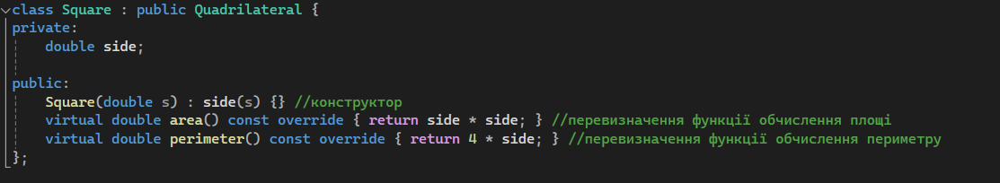 class Square : public Quadrilateral {
private:
    double side;

public:
    Square(double s) : side(s) {} //конструктор
    virtual double area() const override { return side * side; } //перевизначення функції обчислення площі
    virtual double perimeter() const override { return 4 * side; } //перевизначення функції обчислення периметру
};